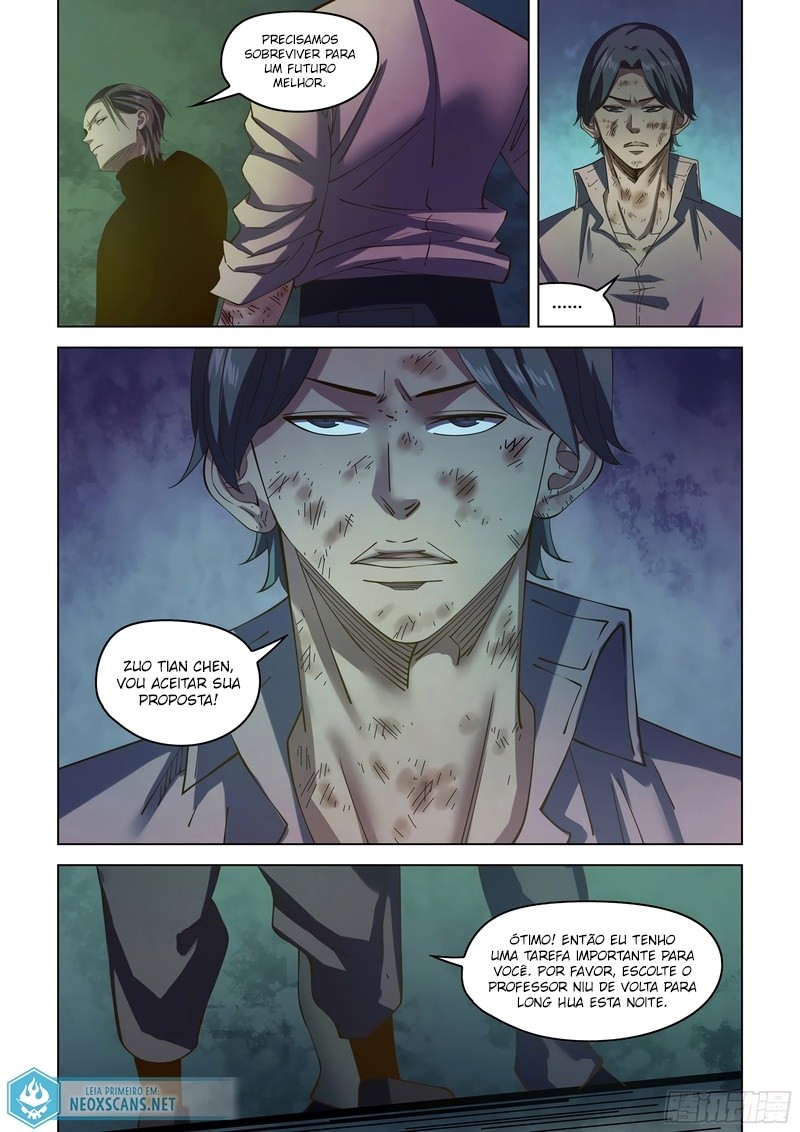 PRECISAMOS
SOBREVIVER PARA
UM FUTURO
MELHOR.
......
ZUO TIAN CHEN,
VOU ACEITAR SUA
PROPOSTA!
ÓTIMO! ENTÃO EU TENHO
UMA TAREFA IMPORTANTE PARA
VOCÊ. POR FAVOR, ESCOLTE O
PROFESSOR NIU DE VOLTA PARA
LONG HUA ESTA NOITE.
LEIA PRIMEIRO EM:
NEOXSCANS.NET
腾讯动漫